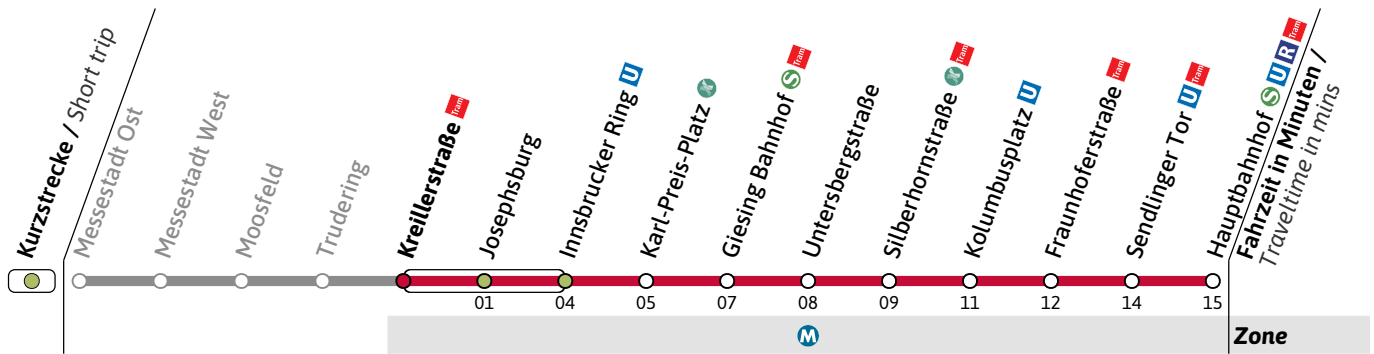 Kurzstrecke / Short trip
Messestadt Ost
Messestadt West
Moosfeld
Trudering
Kreillerstraße Tram
Josephsburg
Innsbrucker Ring U
Karl-Preis-Platz
Giesing Bahnhof S Tram
Untersbergstraße
Silberhornstraße Tram
Kolumbusplatz U
Fraunhoferstraße Tram
Sendlinger Tor U Tram
Hauptbahnhof S U R Tram
Fahrzeit in Minuten /
Traveltime in mins
01 04 05 07 08 09 11 12 14 15
M Zone